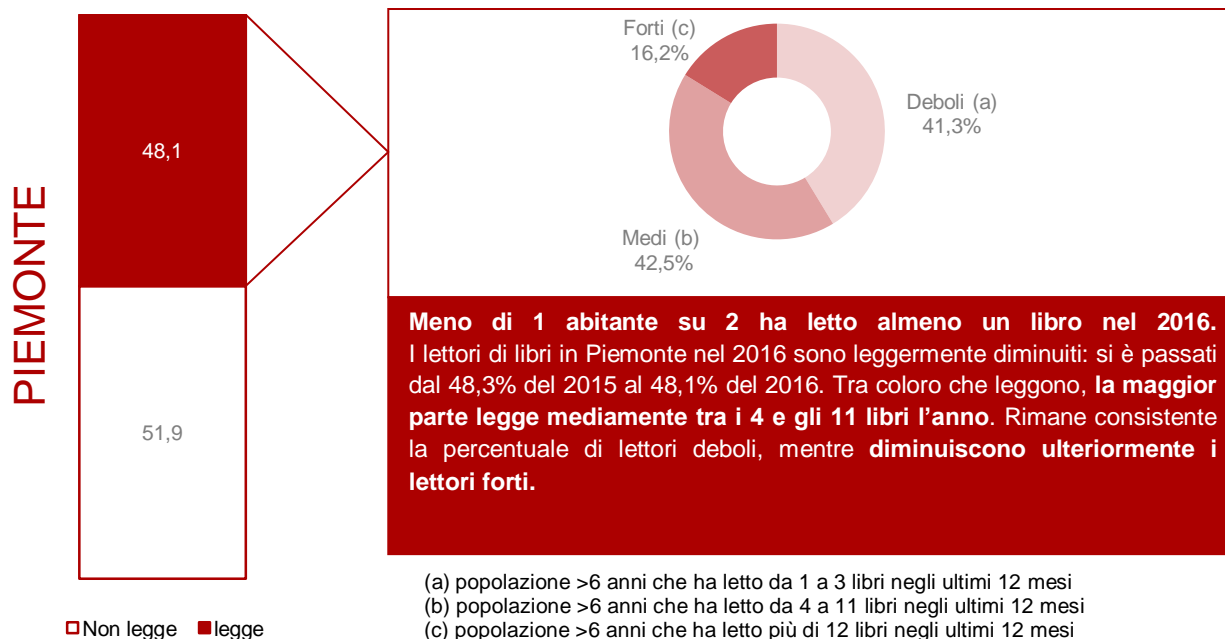 PIEMONTE
48,1
51,9
Non legge
legge
Forti (c)
16,2%
Deboli (a)
41,3%
Medi (b)
42,5%
Meno di 1 abitante su 2 ha letto almeno un libro nel 2016.
I lettori di libri in Piemonte nel 2016 sono leggermente diminuiti: si è passati
dal 48,3% del 2015 al 48,1% del 2016. Tra coloro che leggono, la maggior
parte legge mediamente tra i 4 e gli 11 libri l’anno. Rimane consistente
la percentuale di lettori deboli, mentre diminuiscono ulteriormente i
lettori forti.
(a) popolazione >6 anni che ha letto da 1 a 3 libri negli ultimi 12 mesi
(b) popolazione >6 anni che ha letto da 4 a 11 libri negli ultimi 12 mesi
(c) popolazione >6 anni che ha letto più di 12 libri negli ultimi 12 mesi